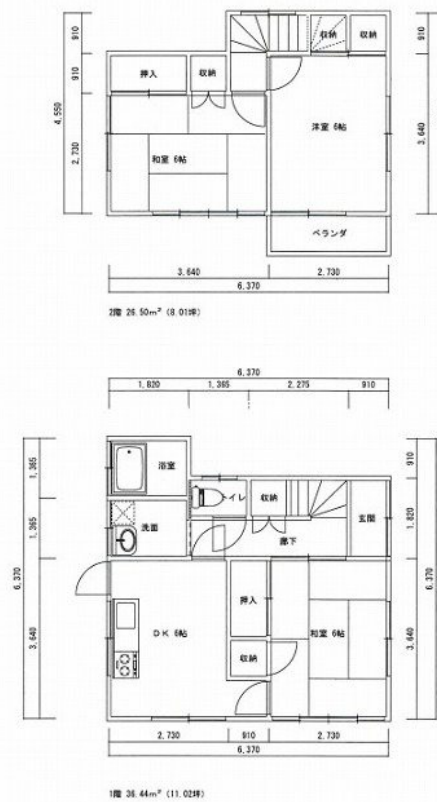 910
収納
収納
910
910
押入
収納
4,550
2,730
和室 6帖
洋室 6帖
3,640
ベランダ
3,640
2,730
6,370
2階 26.50m² (8.01坪)
6,370
1,820
1,365
2,275
910
1,365
浴室
910
トイレ
収納
1,365
洗面
玄関
1,820
廊下
6,370
6,370
押入
3,640
DK 6帖
和室 6帖
3,640
収納
2,730
910
2,730
6,370
1階 36.44m² (11.02坪)